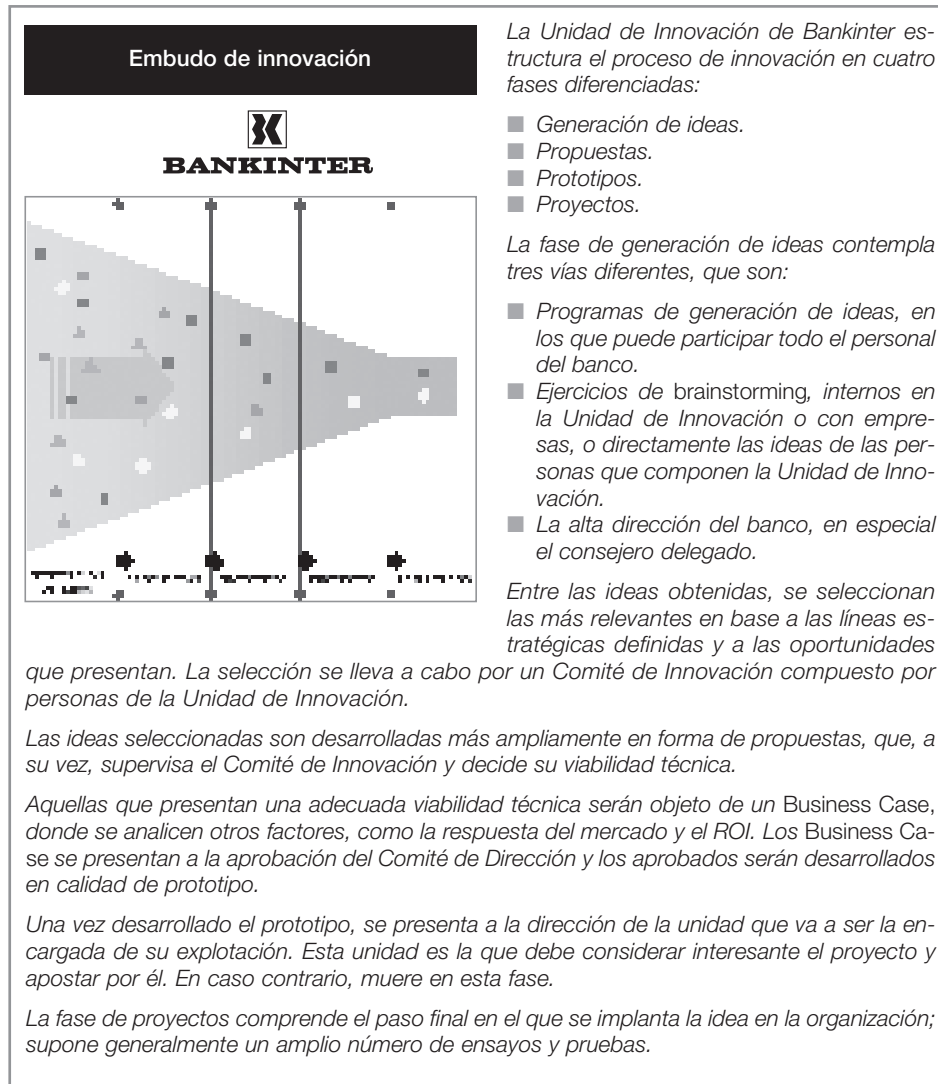 Embudo de innovación
BANKINTER
La Unidad de Innovación de Bankinter es-
tructura el proceso de innovación en cuatro
fases diferenciadas:
Generación de ideas.
Propuestas.
Prototipos.
Proyectos.
La fase de generación de ideas contempla
tres vías diferentes, que son:
Programas de generación de ideas, en
los que puede participar todo el personal
del banco.
Ejercicios de brainstorming, internos en
la Unidad de Innovación o con empre-
sas, o directamente las ideas de las per-
sonas que componen la Unidad de Inno-
vación.
La alta dirección del banco, en especial
el consejero delegado.
Entre las ideas obtenidas, se seleccionan
las más relevantes en base a las líneas es-
tratégicas definidas y a las oportunidades
que presentan. La selección se lleva a cabo por un Comité de Innovación compuesto por
personas de la Unidad de Innovación.
Las ideas seleccionadas son desarrolladas más ampliamente en forma de propuestas, que, a
su vez, supervisa el Comité de Innovación y decide su viabilidad técnica.
Aquellas que presentan una adecuada viabilidad técnica serán objeto de un Business Case,
donde se analicen otros factores, como la respuesta del mercado y el ROI. Los Business Ca-
se se presentan a la aprobación del Comité de Dirección y los aprobados serán desarrollados
en calidad de prototipo.
Una vez desarrollado el prototipo, se presenta a la dirección de la unidad que va a ser la en-
cargada de su explotación. Esta unidad es la que debe considerar interesante el proyecto y
apostar por él. En caso contrario, muere en esta fase.
La fase de proyectos comprende el paso final en el que se implanta la idea en la organización;
supone generalmente un amplio número de ensayos y pruebas.